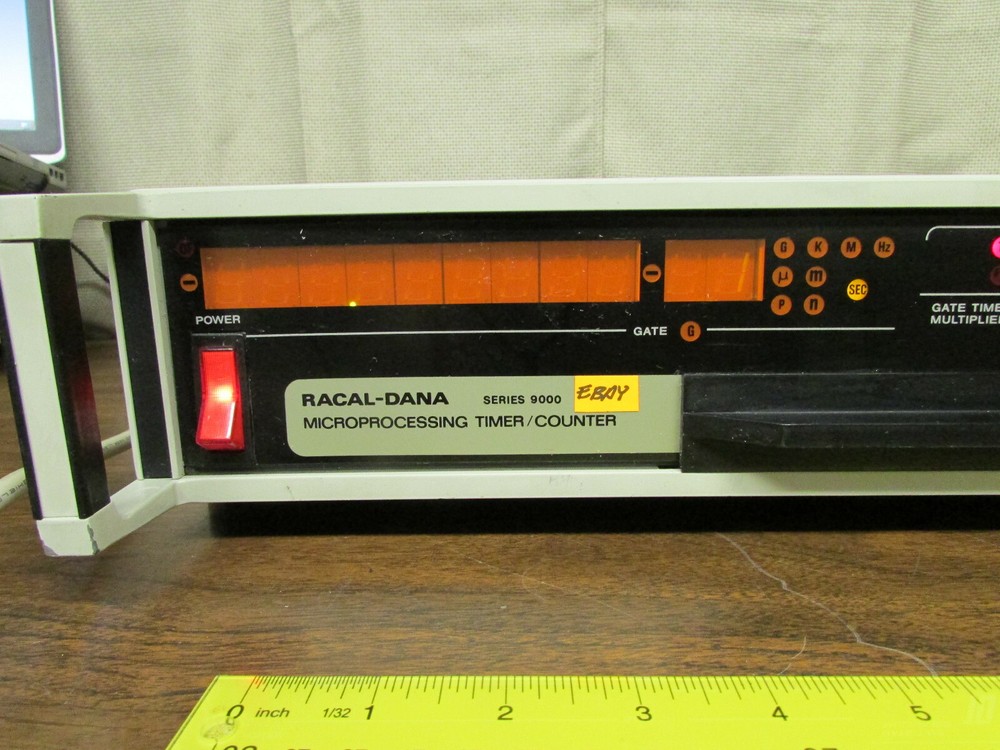 G K M Hz
μ m SEC
P n
POWER
GATE G
GATE TIME
RACAL-DANA SERIES 9000 EBAY
MICROPROCESSING TIMER/COUNTER
0 inch 1/32 1 2 3 4 5